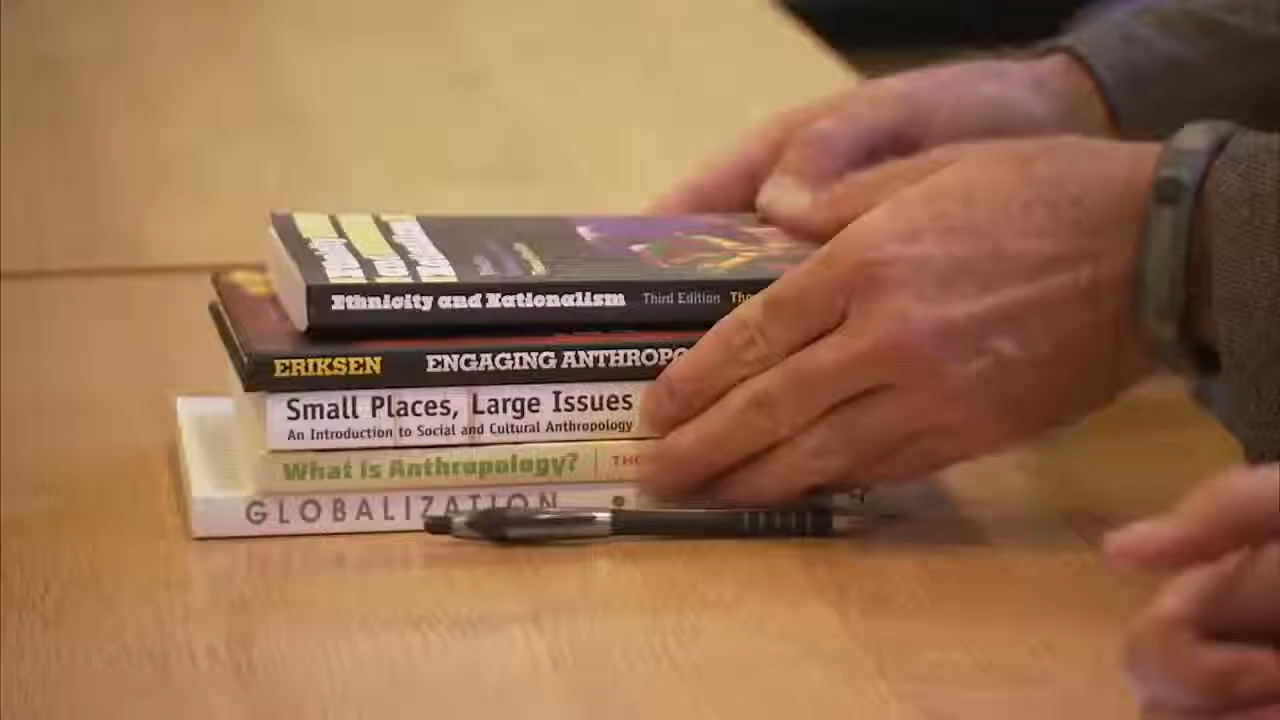 Ethnicity and Nationalism Third Edition
ERIKSEN ENGAGING
Small Places, Large Issues
An Introduction to Social and Cultural Anthropology
What is Anthropology?
GLOBALIZATION